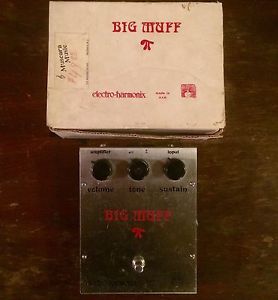 BIG MUFF
π
electro-harmonix
MADE IN
U.S.A.
amplifier
input
volume
tone
sustain
BIG MUFF
π